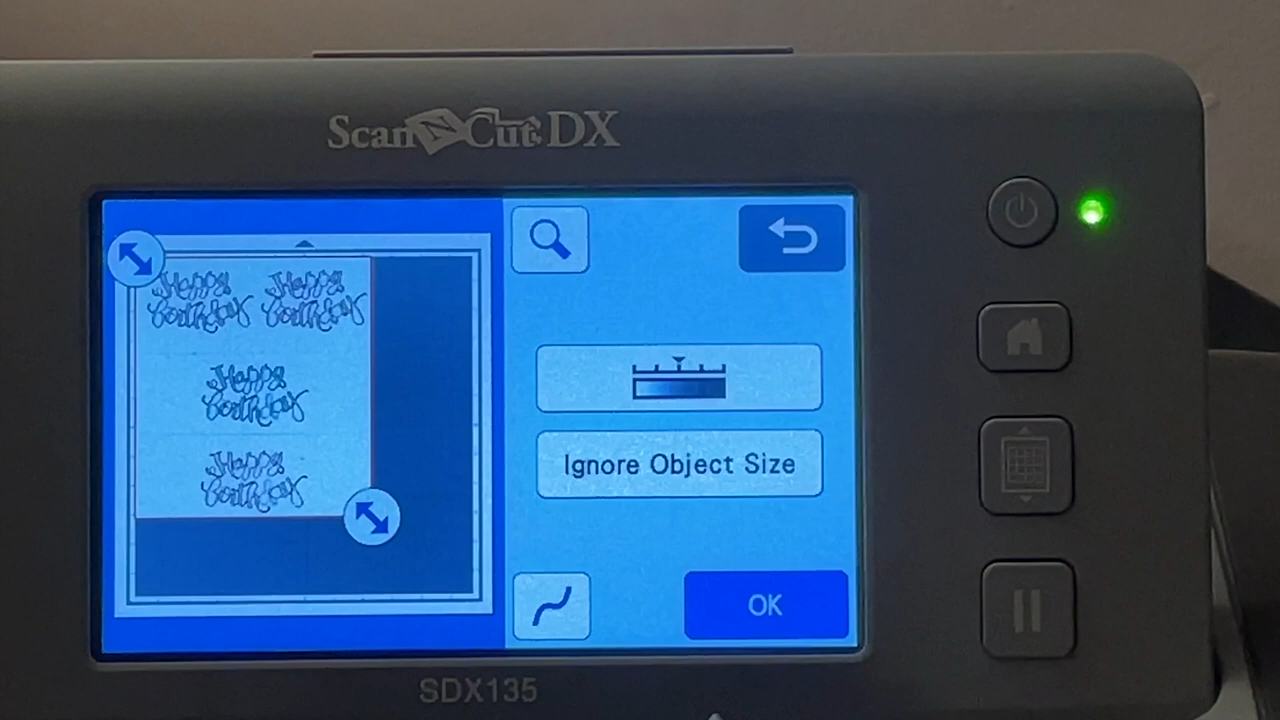 ScanNCut DX
Happy Happy
Birthday Birthday
Happy
Birthday
Happy
Birthday
Ignore Object Size
OK
SDX135